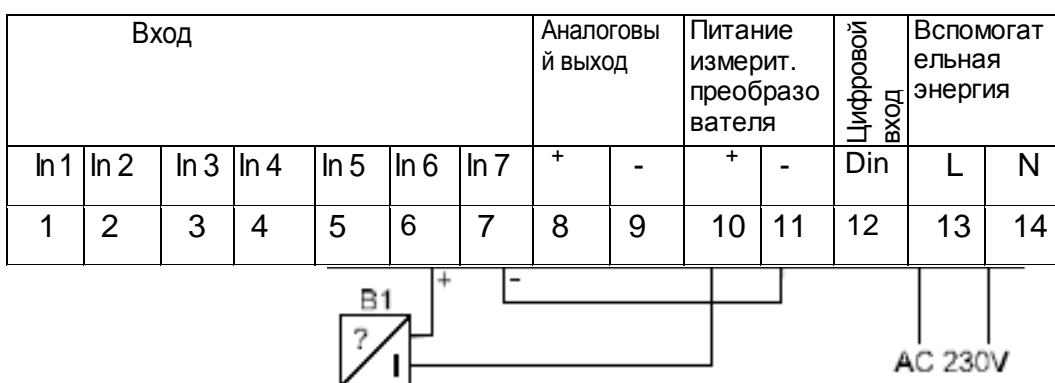 Вход
Аналоговы
й выход
Питание
измерит.
преобразо
вателя
Цифровой
вход
Вспомогат
ельная
энергия
In 1 In 2 In 3 In 4 In 5 In 6 In 7 + - + - Din L N
1 2 3 4 5 6 7 8 9 10 11 12 13 14
+ -
B1
?
I
AC 230V